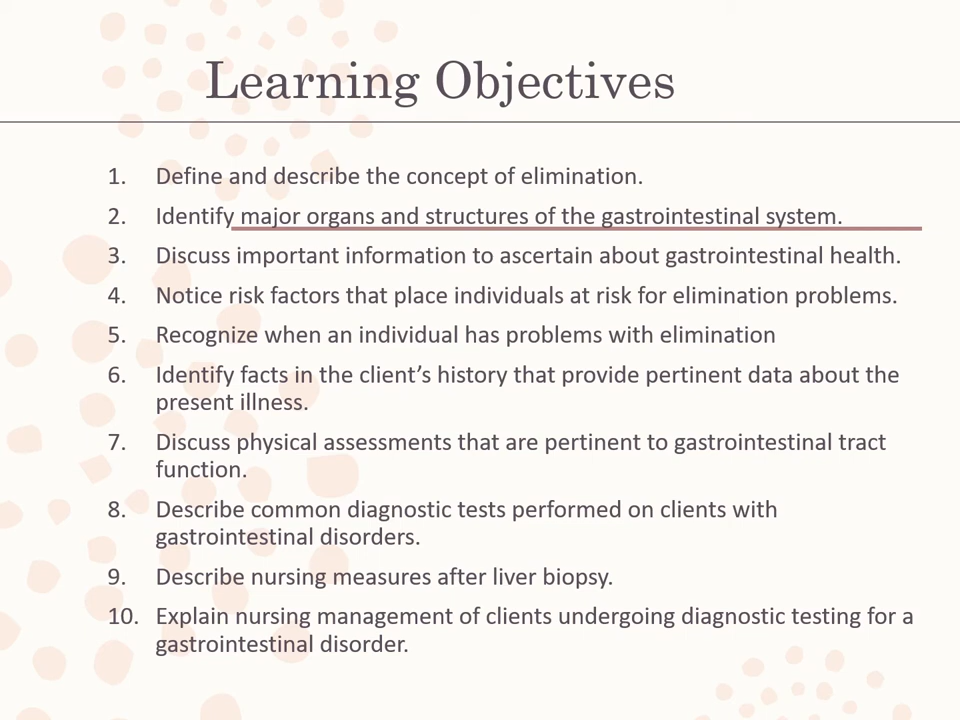 Learning Objectives
1. Define and describe the concept of elimination.
2. Identify major organs and structures of the gastrointestinal system.
3. Discuss important information to ascertain about gastrointestinal health.
4. Notice risk factors that place individuals at risk for elimination problems.
5. Recognize when an individual has problems with elimination
6. Identify facts in the client’s history that provide pertinent data about the
present illness.
7. Discuss physical assessments that are pertinent to gastrointestinal tract
function.
8. Describe common diagnostic tests performed on clients with
gastrointestinal disorders.
9. Describe nursing measures after liver biopsy.
10. Explain nursing management of clients undergoing diagnostic testing for a
gastrointestinal disorder.